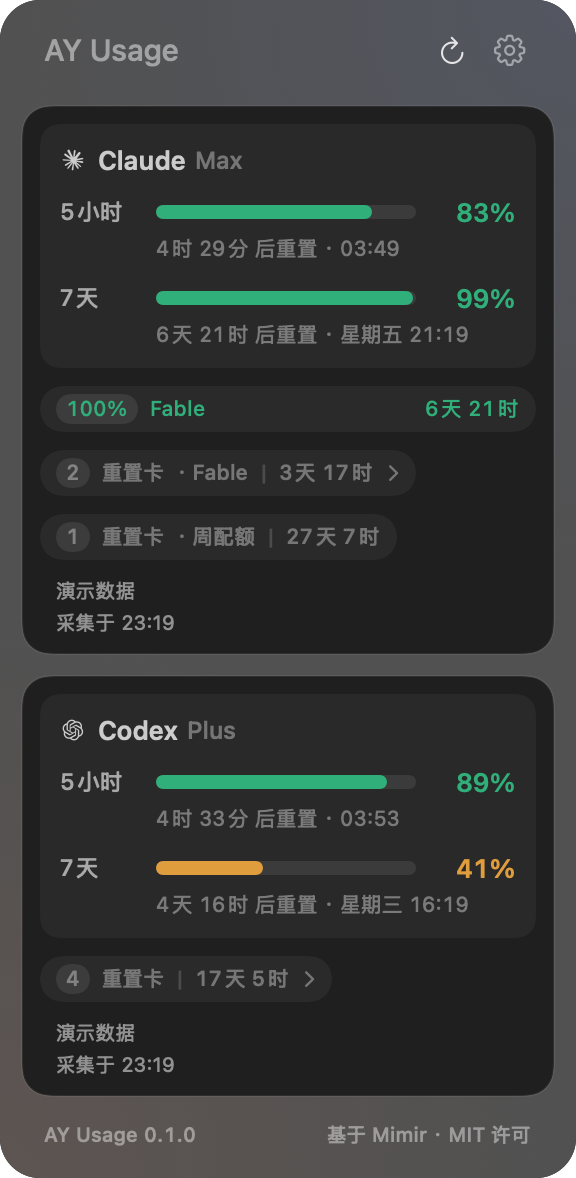 AY Usage
Claude Max
5小时 83%
4时 29分 后重置 · 03:49
7天 99%
6天 21时 后重置 · 星期五 21:19
100% Fable 6天 21时
2 重置卡 · Fable | 3天 17时 >
1 重置卡 · 周配额 | 27天 7时
演示数据
采集于 23:19
Codex Plus
5小时 89%
4时 33分 后重置 · 03:53
7天 41%
4天 16时 后重置 · 星期三 16:19
4 重置卡 | 17天 5时 >
演示数据
采集于 23:19
AY Usage 0.1.0 基于 Mimir · MIT 许可